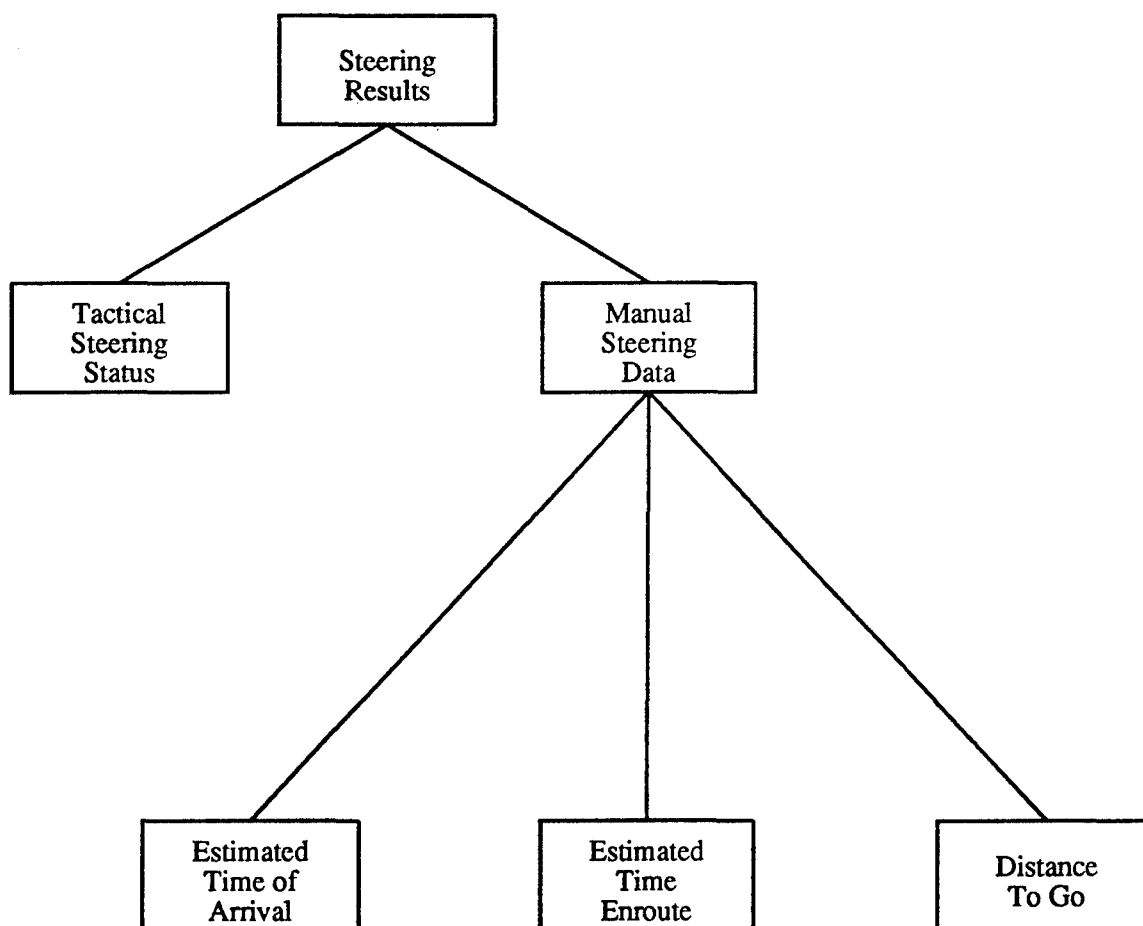 Steering
Results
Tactical
Steering
Status
Manual
Steering
Data
Estimated
Time of
Arrival
Estimated
Time
Enroute
Distance
To Go